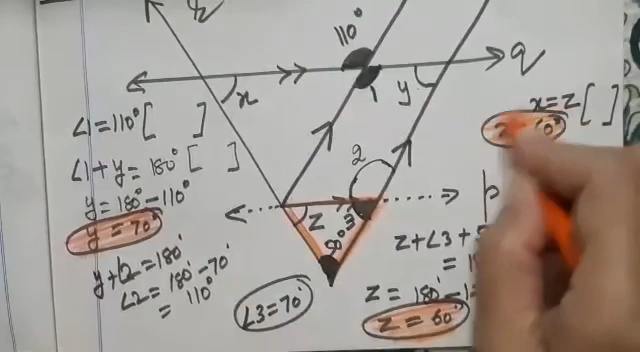 110°
q
x
1
y
∠1 = 110° [ ]
x = z [ ]
∠1 + y = 180° [ ]
2
y = 180° - 110°
p
y = 70°
z
3
y + ∠2 = 180°
50°
z + ∠3 +
∠2 = 180° - 70°
= 110°
∠3 = 70°
z = 180° -
z = 60°